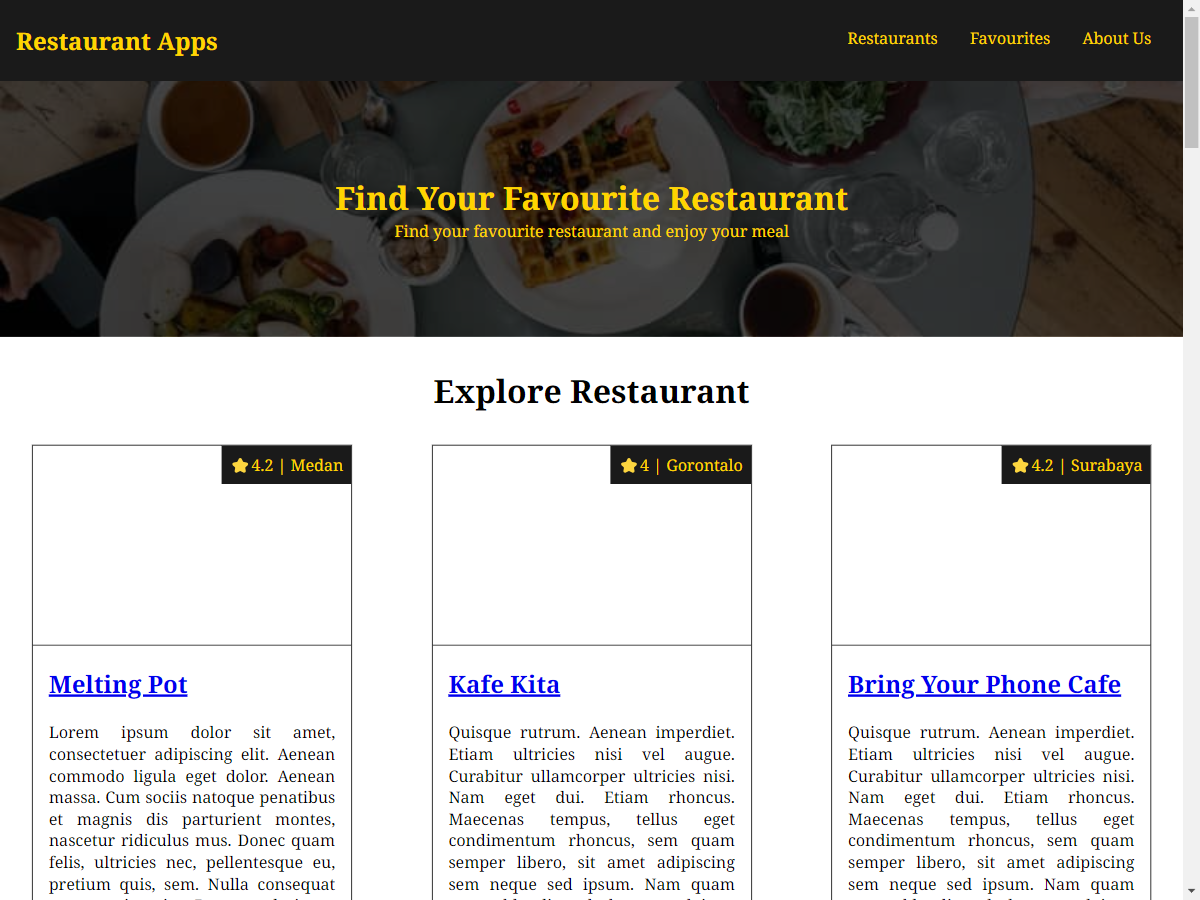 Restaurant Apps
Restaurants
Favourites
About Us
Find Your Favourite Restaurant
Find your favourite restaurant and enjoy your meal
Explore Restaurant
4.2 | Medan
Melting Pot
Lorem ipsum dolor sit amet,
consectetuer adipiscing elit. Aenean
commodo ligula eget dolor. Aenean
massa. Cum sociis natoque penatibus
et magnis dis parturient montes,
nascetur ridiculus mus. Donec quam
felis, ultricies nec, pellentesque eu,
pretium quis, sem. Nulla consequat
4 | Gorontalo
Kafe Kita
Quisque rutrum. Aenean imperdiet.
Etiam ultricies nisi vel augue.
Curabitur ullamcorper ultricies nisi.
Nam eget dui. Etiam rhoncus.
Maecenas tempus, tellus eget
condimentum rhoncus, sem quam
semper libero, sit amet adipiscing
sem neque sed ipsum. Nam quam
4.2 | Surabaya
Bring Your Phone Cafe
Quisque rutrum. Aenean imperdiet.
Etiam ultricies nisi vel augue.
Curabitur ullamcorper ultricies nisi.
Nam eget dui. Etiam rhoncus.
Maecenas tempus, tellus eget
condimentum rhoncus, sem quam
semper libero, sit amet adipiscing
sem neque sed ipsum. Nam quam